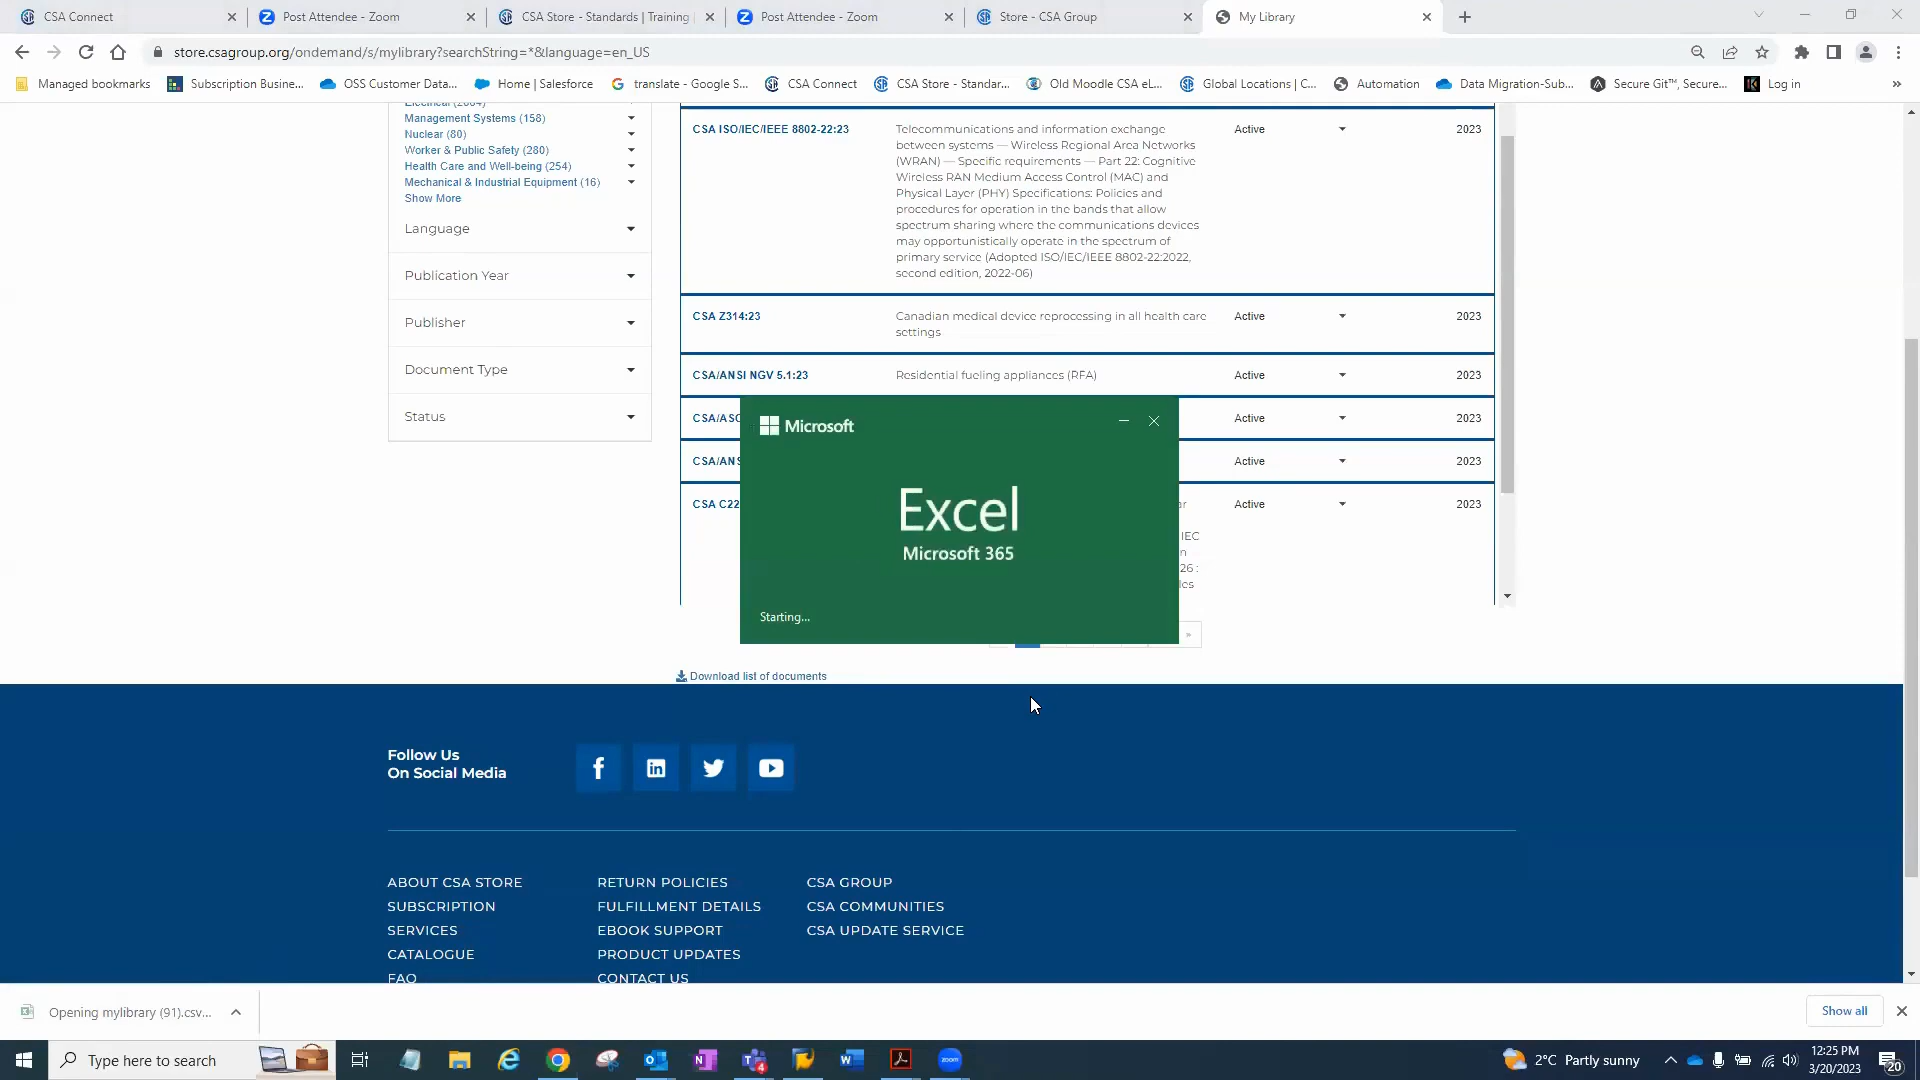 CSA Connect
Post Attendee - Zoom
CSA Store - Standards | Training
Post Attendee - Zoom
Store - CSA Group
My Library
store.csagroup.org/ondemand/s/mylibrary?searchString=*&language=en_US
Managed bookmarks
Subscription Busine...
OSS Customer Data...
Home | Salesforce
translate - Google S...
CSA Connect
CSA Store - Standar...
Old Moodle CSA eL...
Global Locations | C...
Automation
Data Migration-Sub...
Secure Git™, Secure...
Log in
»
Management Systems (158)
Nuclear (80)
Worker & Public Safety (280)
Health Care and Well-being (254)
Mechanical & Industrial Equipment (16)
Show More
Language
Publication Year
Publisher
Document Type
Status
CSA ISO/IEC/IEEE 8802-22:23
Telecommunications and information exchange
between systems — Wireless Regional Area Networks
(WRAN) — Specific requirements — Part 22: Cognitive
Wireless RAN Medium Access Control (MAC) and
Physical Layer (PHY) Specifications: Policies and
procedures for operation in the bands that allow
spectrum sharing where the communications devices
may opportunistically operate in the spectrum of
primary service (Adopted ISO/IEC/IEEE 8802-22:2022,
second edition, 2022-06)
Active
2023
CSA Z314:23
Canadian medical device reprocessing in all health care
settings
Active
2023
CSA/ANSI NGV 5.1:23
Residential fueling appliances (RFA)
Active
2023
Active
2023
CSA/ANS
Active
2023
CSA C22
Active
2023
IEC
26 :
Microsoft
Excel
Microsoft 365
Starting...
»
Download list of documents
Follow Us
On Social Media
ABOUT CSA STORE
SUBSCRIPTION
SERVICES
CATALOGUE
FAQ
RETURN POLICIES
FULFILLMENT DETAILS
EBOOK SUPPORT
PRODUCT UPDATES
CONTACT US
CSA GROUP
CSA COMMUNITIES
CSA UPDATE SERVICE
Opening mylibrary (91).csv...
Show all
Type here to search
2°C Partly sunny
12:25 PM
3/20/2023
20